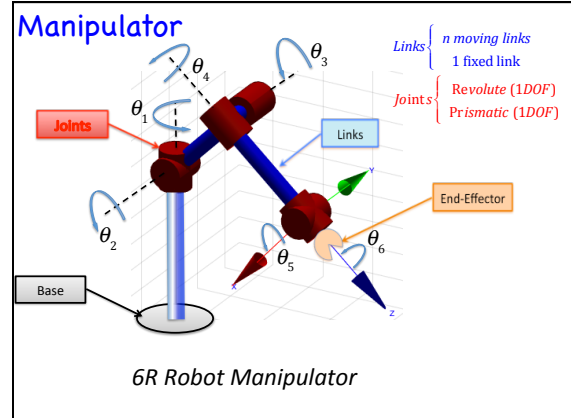 Manipulator
Links { n moving links
1 fixed link
Joints { Revolute (1DOF)
Prismatic (1DOF)
θ₃
θ₄
θ₁
Joints
Links
Y
End-Effector
θ₂
θ₅
θ₆
X
Z
Base
6R Robot Manipulator